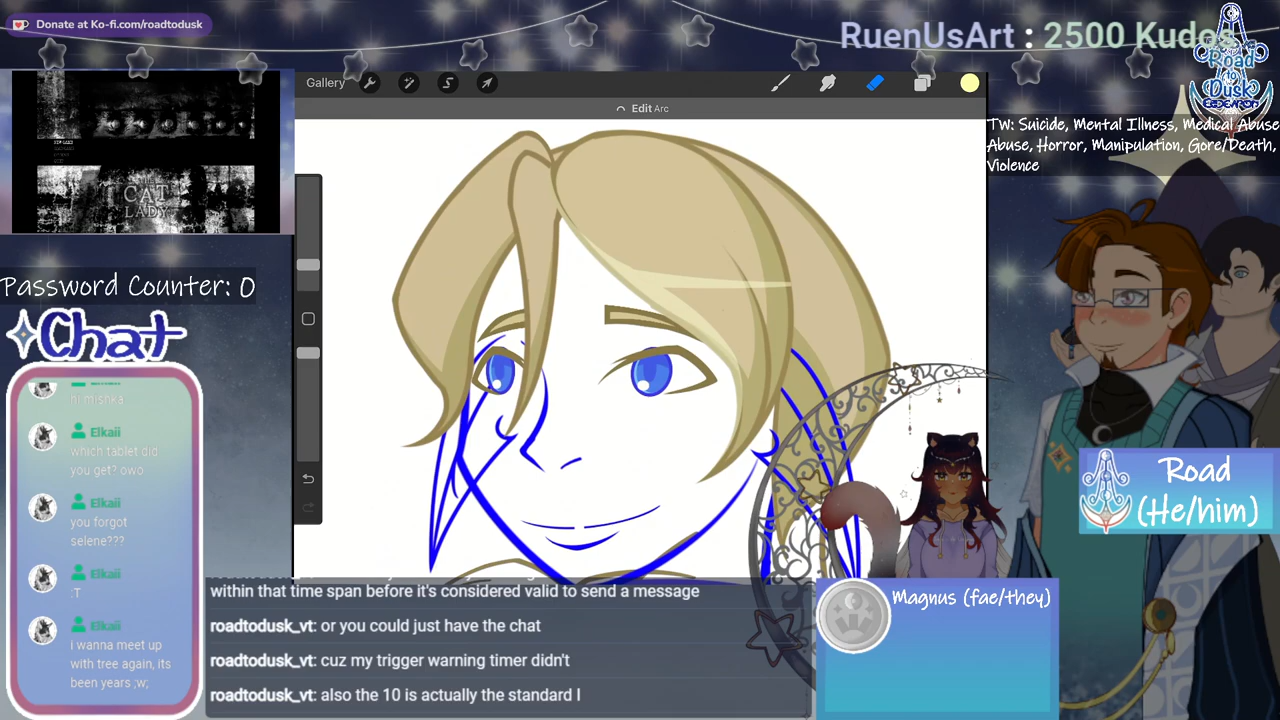 Donate at Ko-fi.com/roadtodusk
RuenUsArt : 2500 Kudos
Road
to
Dusk
Gallery
Edit Arc
Tw: Suicide, Mental Illness, Medical Abuse
Abuse, Horror, Manipulation, Gore/Death,
Violence
THE
CAT
LADY
Password Counter: 0
Chat
hi mishka
Elkaii
which tablet did
you get? owo
Elkaii
you forgot
selene???
Elkaii
:T
Elkaii
i wanna meet up
with tree again, its
been years ;w;
within that time span before it's considered valid to send a message
roadtodusk_vt: or you could just have the chat
roadtodusk_vt: cuz my trigger warning timer didn't
roadtodusk_vt: also the 10 is actually the standard I
Road
(He/him)
Magnus (fae/they)